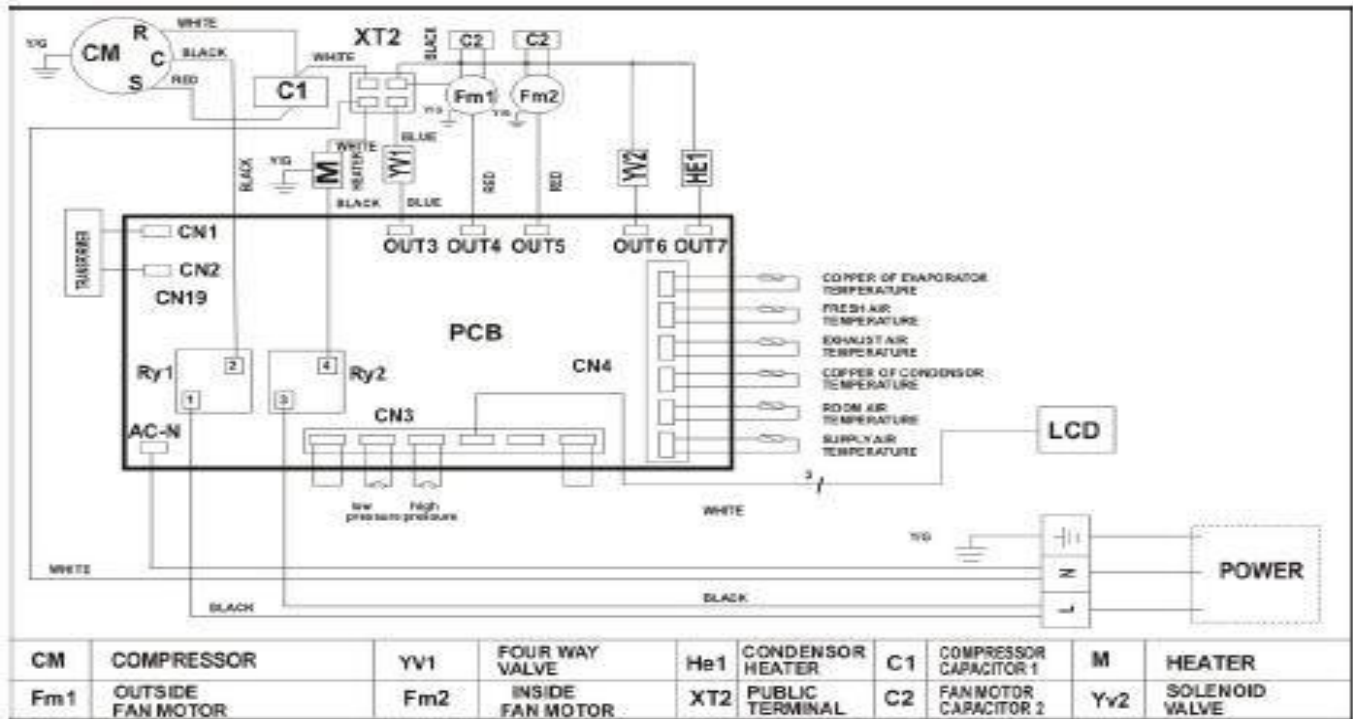 WHITE
R
Y/G
CM
C
BLACK
S
RED
C1
WHITE
XT2
BLACK
C2
C2
Fm1
Fm2
Y/G
Y/G
BLUE
WHITE
Y/G
M
HEATER
YV1
YV2
HE1
BLACK
RED
RED
BLACK
BLUE
TRANSFORMER
CN1
CN2
CN19
OUT3
OUT4
OUT5
OUT6
OUT7
PCB
COPPER OF EVAPORATOR
TEMPERATURE
FRESH AIR
TEMPERATURE
EXHAUST AIR
TEMPERATURE
COPPER OF CONDENSOR
TEMPERATURE
ROOM AIR
TEMPERATURE
SUPPLY AIR
TEMPERATURE
CN4
Ry1
2
1
4
3
Ry2
CN3
AC-N
LCD
low
pressure
high
pressure
3
WHITE
Y/G
WHITE
N
POWER
BLACK
BLACK
L
CM COMPRESSOR YV1 FOUR WAY VALVE He1 CONDENSOR HEATER C1 COMPRESSOR CAPACITOR 1 M HEATER
Fm1 OUTSIDE FAN MOTOR Fm2 INSIDE FAN MOTOR XT2 PUBLIC TERMINAL C2 FAN MOTOR CAPACITOR 2 Yv2 SOLENOID VALVE